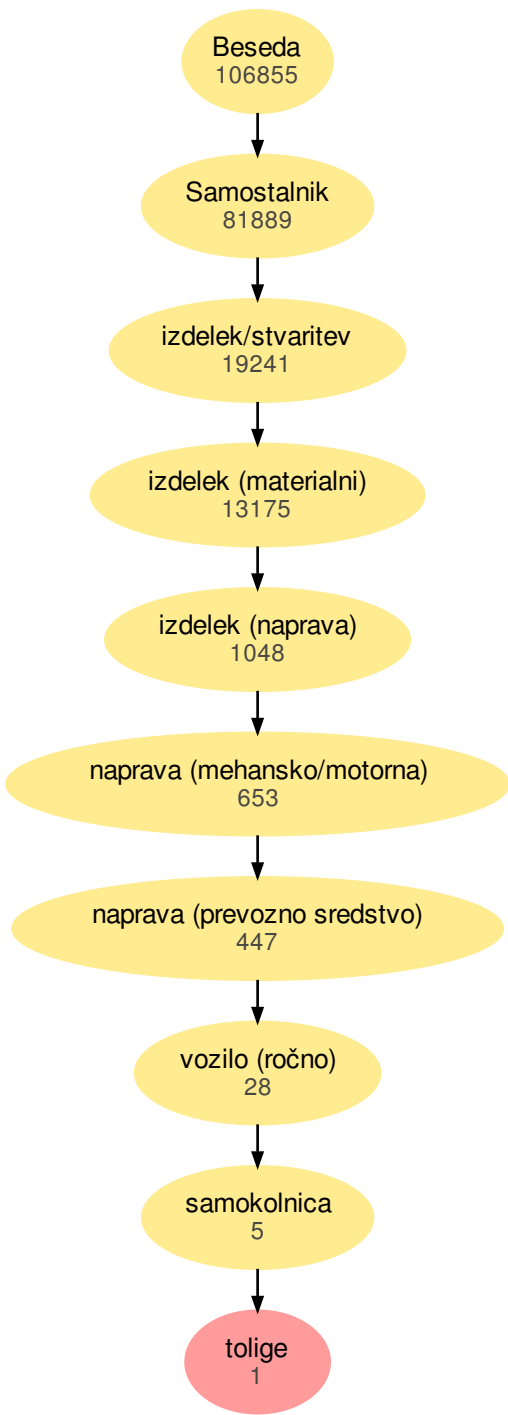 Beseda
106855
Samostalnik
81889
izdelek/stvaritev
19241
izdelek (materialni)
13175
izdelek (naprava)
1048
naprava (mehansko/motorna)
653
naprava (prevozno sredstvo)
447
vozilo (ročno)
28
samokolnica
5
tolige
1